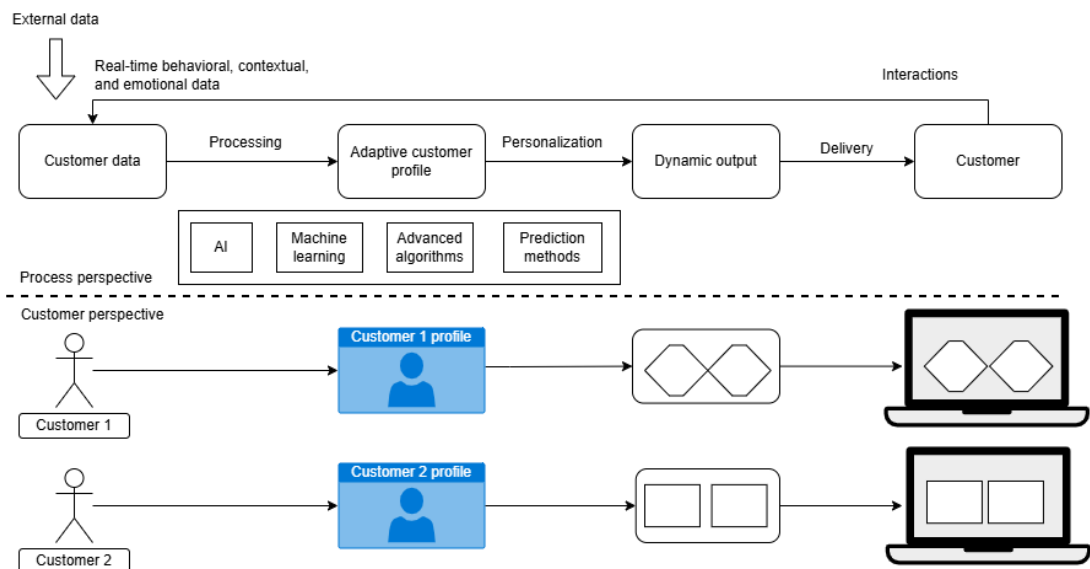 External data
Real-time behavioral, contextual,
and emotional data
Interactions
Customer data
Processing
Adaptive customer
profile
Personalization
Dynamic output
Delivery
Customer
AI
Machine
learning
Advanced
algorithms
Prediction
methods
Process perspective
Customer perspective
Customer 1 profile
Customer 1
Customer 2 profile
Customer 2